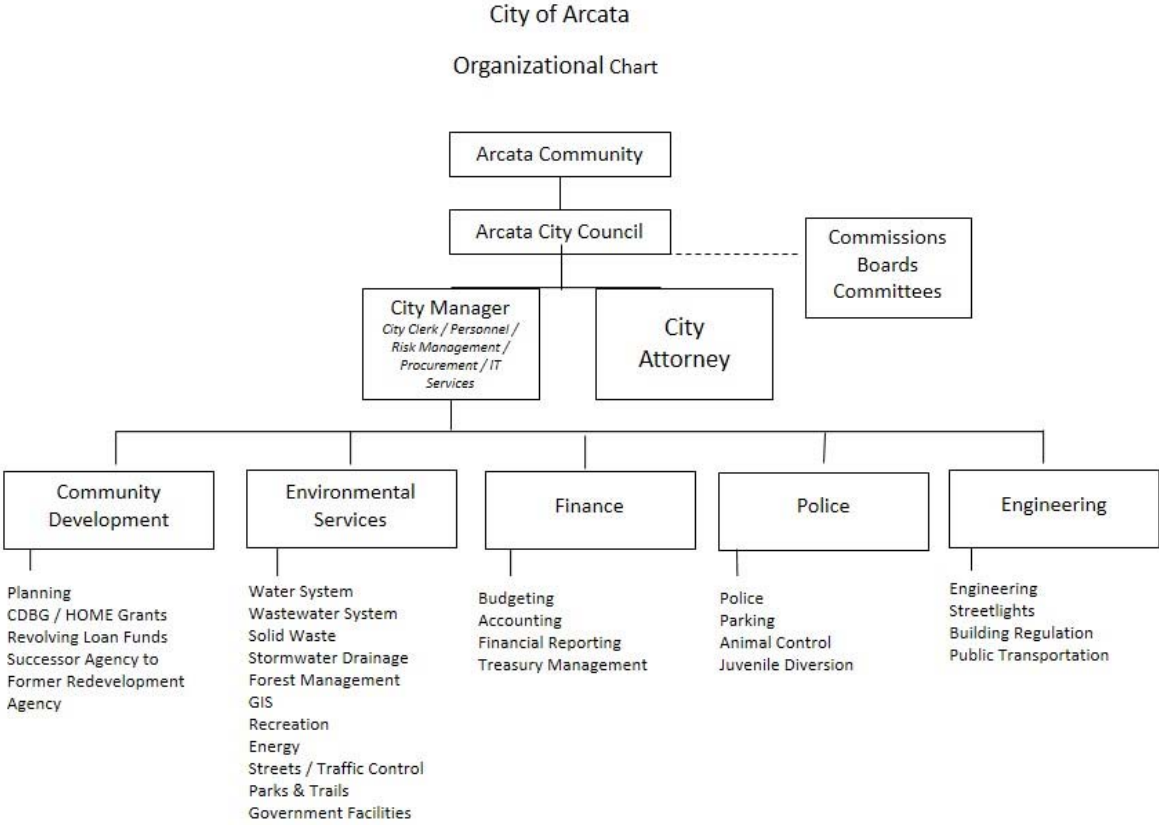 City of Arcata
Organizational Chart
Arcata Community
Arcata City Council
Commissions
Boards
Committees
City Manager
City Clerk / Personnel /
Risk Management /
Procurement / IT
Services
City
Attorney
Community
Development
Environmental
Services
Finance
Police
Engineering
Planning
CDBG / HOME Grants
Revolving Loan Funds
Successor Agency to
Former Redevelopment
Agency
Water System
Wastewater System
Solid Waste
Stormwater Drainage
Forest Management
GIS
Recreation
Energy
Streets / Traffic Control
Parks & Trails
Government Facilities
Budgeting
Accounting
Financial Reporting
Treasury Management
Police
Parking
Animal Control
Juvenile Diversion
Engineering
Streetlights
Building Regulation
Public Transportation